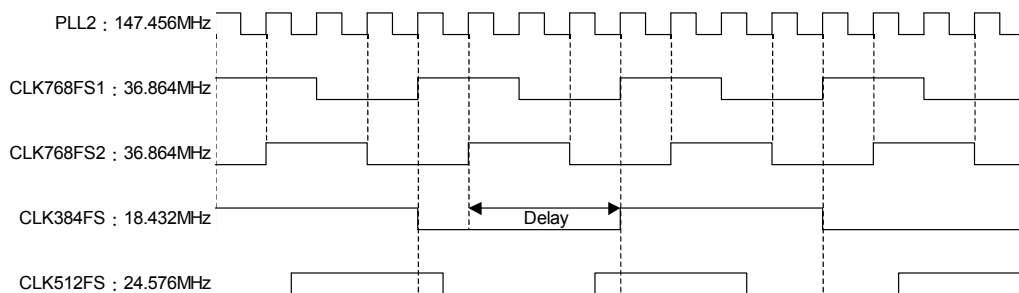 PLL2 : 147.456MHz
CLK768FS1 : 36.864MHz
CLK768FS2 : 36.864MHz
CLK384FS : 18.432MHz
Delay
CLK512FS : 24.576MHz